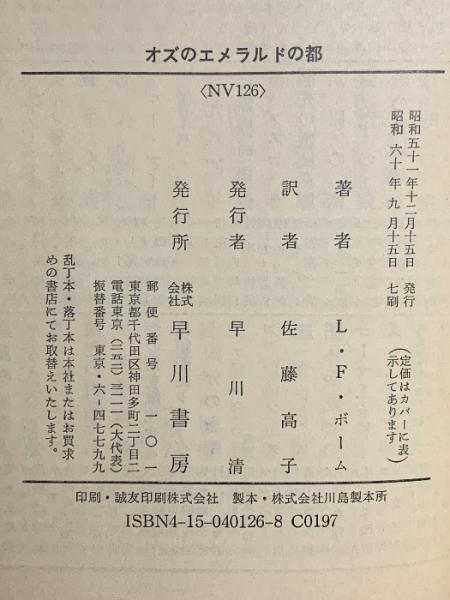 オズのエメラルドの都
〈NV126〉
昭和五十一年十二月十五日 発行
昭和六十年九月十五日 七刷
(定価はカバーに表示してあります)
著者 L・F・ボーム
訳者 佐藤高子
発行者 早川清
発行所 株式会社 早川書房
郵便番号 一〇一
東京都千代田区神田多町二丁目二
電話東京(二五二)三一一一(大代表)
振替番号 東京・六-四七七九九
乱丁本・落丁本は本社またはお買求
めの書店にてお取替えいたします。
印刷・誠友印刷株式会社 製本・株式会社川島製本所
ISBN4-15-040126-8 C0197